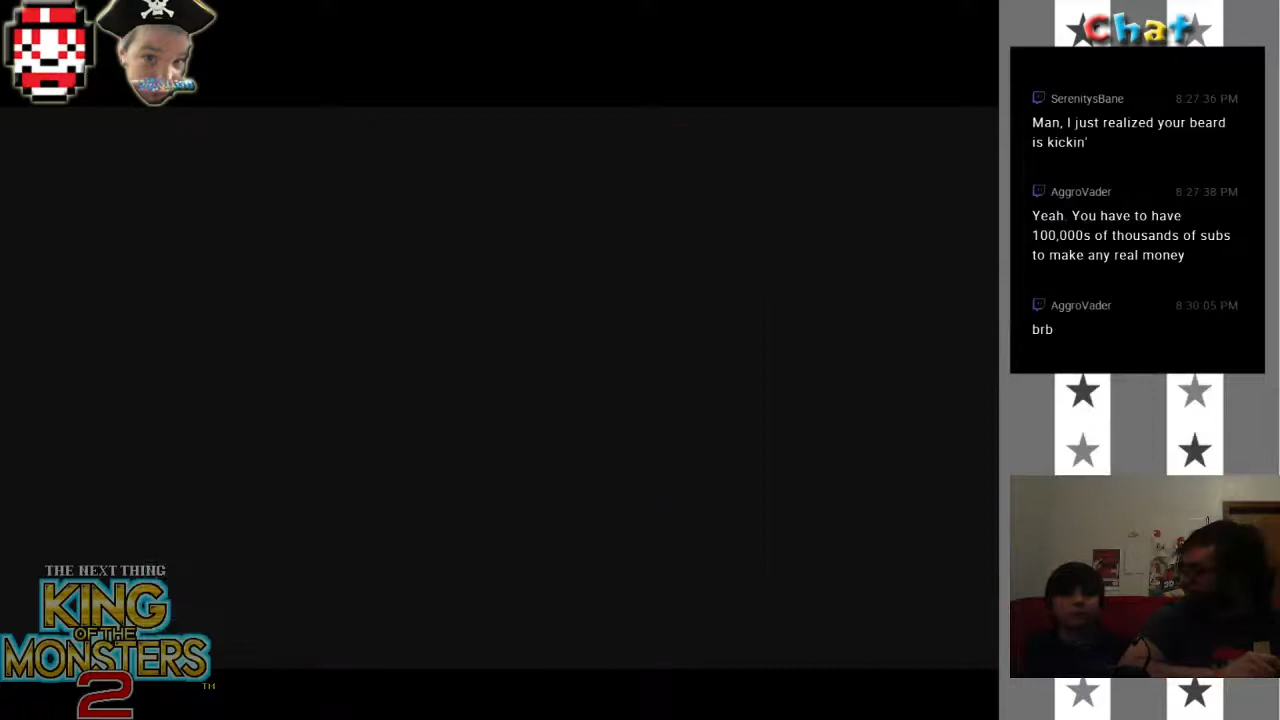 Chat
SerenitysBane 8:27:36 PM
Man, I just realized your beard
is kickin'
AggroVader 8:27:38 PM
Yeah. You have to have
100,000s of thousands of subs
to make any real money
AggroVader 8:30:05 PM
brb
THE NEXT THING
KING
OF THE
MONSTERS
2
TM